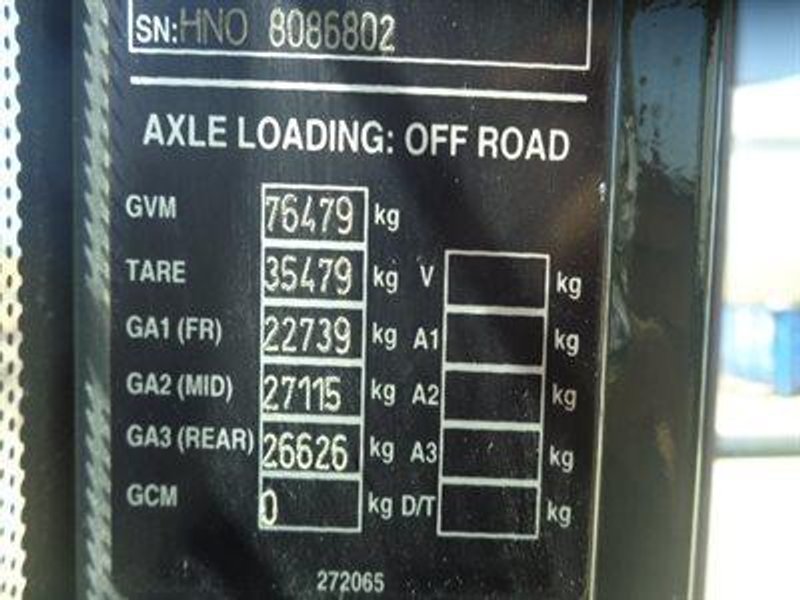 SN: HNO 8086802
AXLE LOADING: OFF ROAD
GVM 76479 kg
TARE 35479 kg V kg
GA1 (FR) 22739 kg A1 kg
GA2 (MID) 27115 kg A2 kg
GA3 (REAR) 26626 kg A3 kg
GCM 0 kg D/T kg
272065